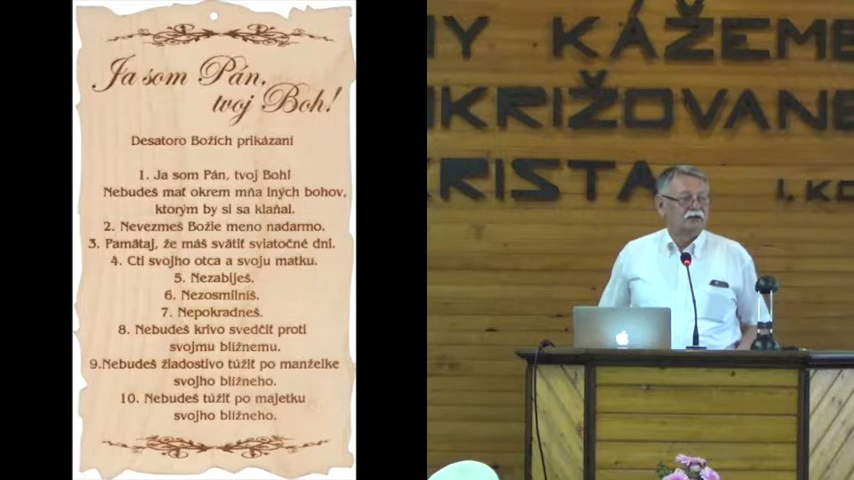 Ja som Pán,
tvoj Boh!
Desatoro Božích prikázaní
1. Ja som Pán, tvoj Boh!
Nebudeš mať okrem mňa iných bohov,
ktorým by si sa klaňal.
2. Nevezmeš Božie meno nadarmo.
3. Pamätaj, že máš svätiť sviatočné dni.
4. Cti svojho otca a svoju matku.
5. Nezabiješ.
6. Nezosmilníš.
7. Nepokradneš.
8. Nebudeš krivo svedčiť proti
svojmu blížnemu.
9.Nebudeš žiadostivo túžiť po manželke
svojho blížneho.
10. Nebudeš túžiť po majetku
svojho blížneho.
MY KÁŽEME
UKRIŽOVANÉ
KRISTA
I.KO